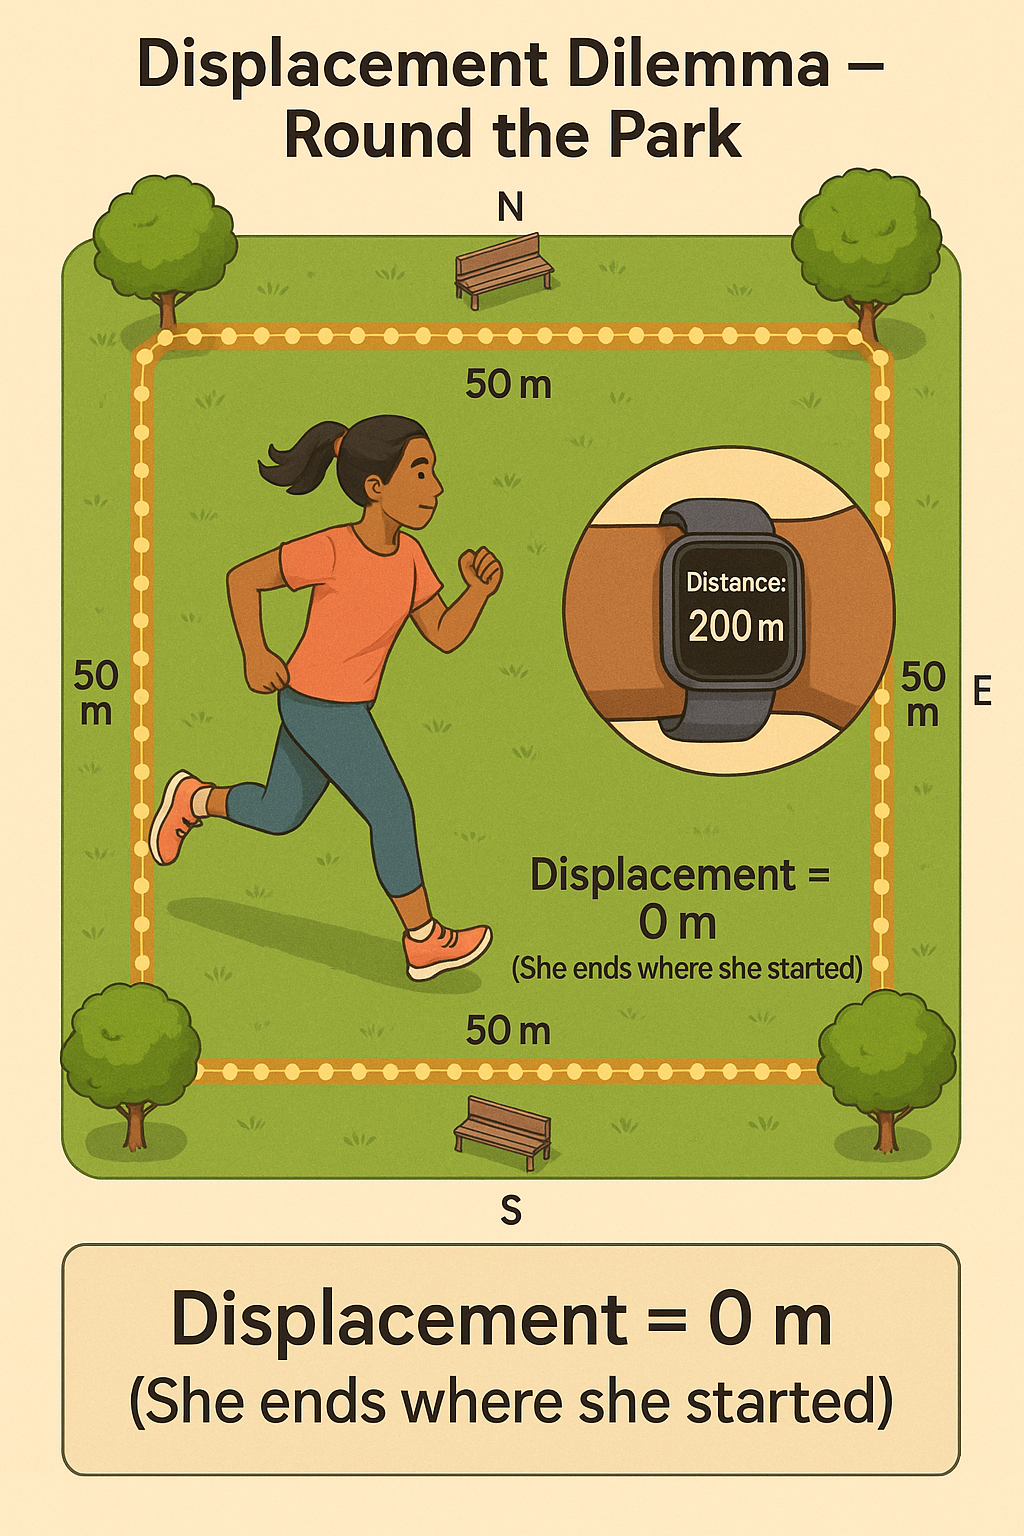 Displacement Dilemma –
Round the Park
N
50 m
Distance:
200 m
50
m
50
m
E
Displacement =
0 m
(She ends where she started)
50 m
S
Displacement = 0 m
(She ends where she started)